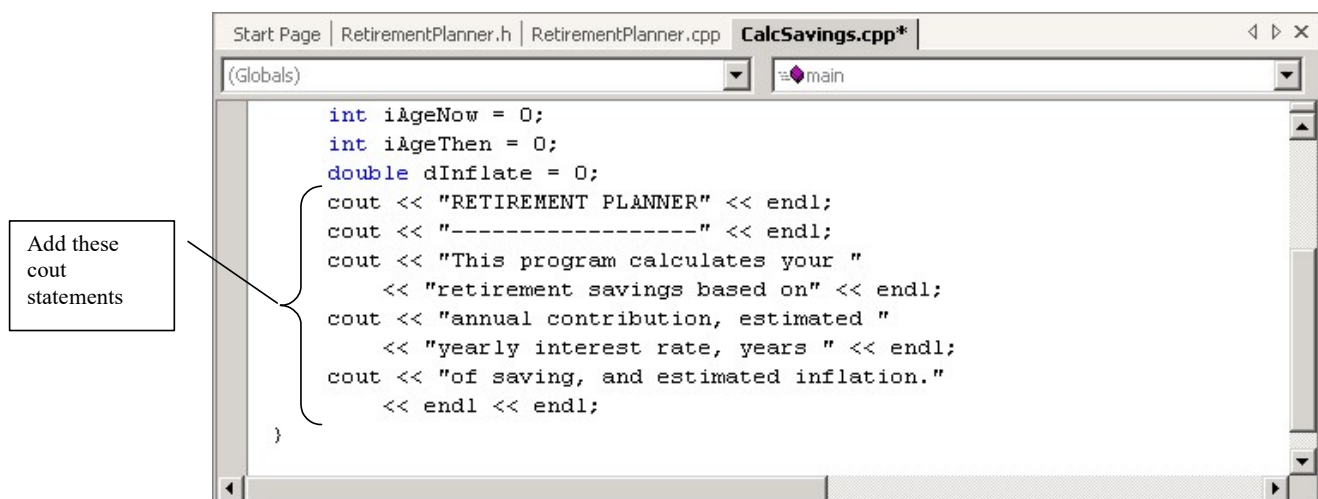 Start Page | RetirementPlanner.h | RetirementPlanner.cpp CalcSavings.cpp*
(Globals) main
int iAgeNow = 0;
int iAgeThen = 0;
double dInflate = 0;
cout << "RETIREMENT PLANNER" << endl;
cout << "------------------" << endl;
cout << "This program calculates your "
<< "retirement savings based on" << endl;
cout << "annual contribution, estimated "
<< "yearly interest rate, years " << endl;
cout << "of saving, and estimated inflation."
<< endl << endl;
}
Add these
cout
statements